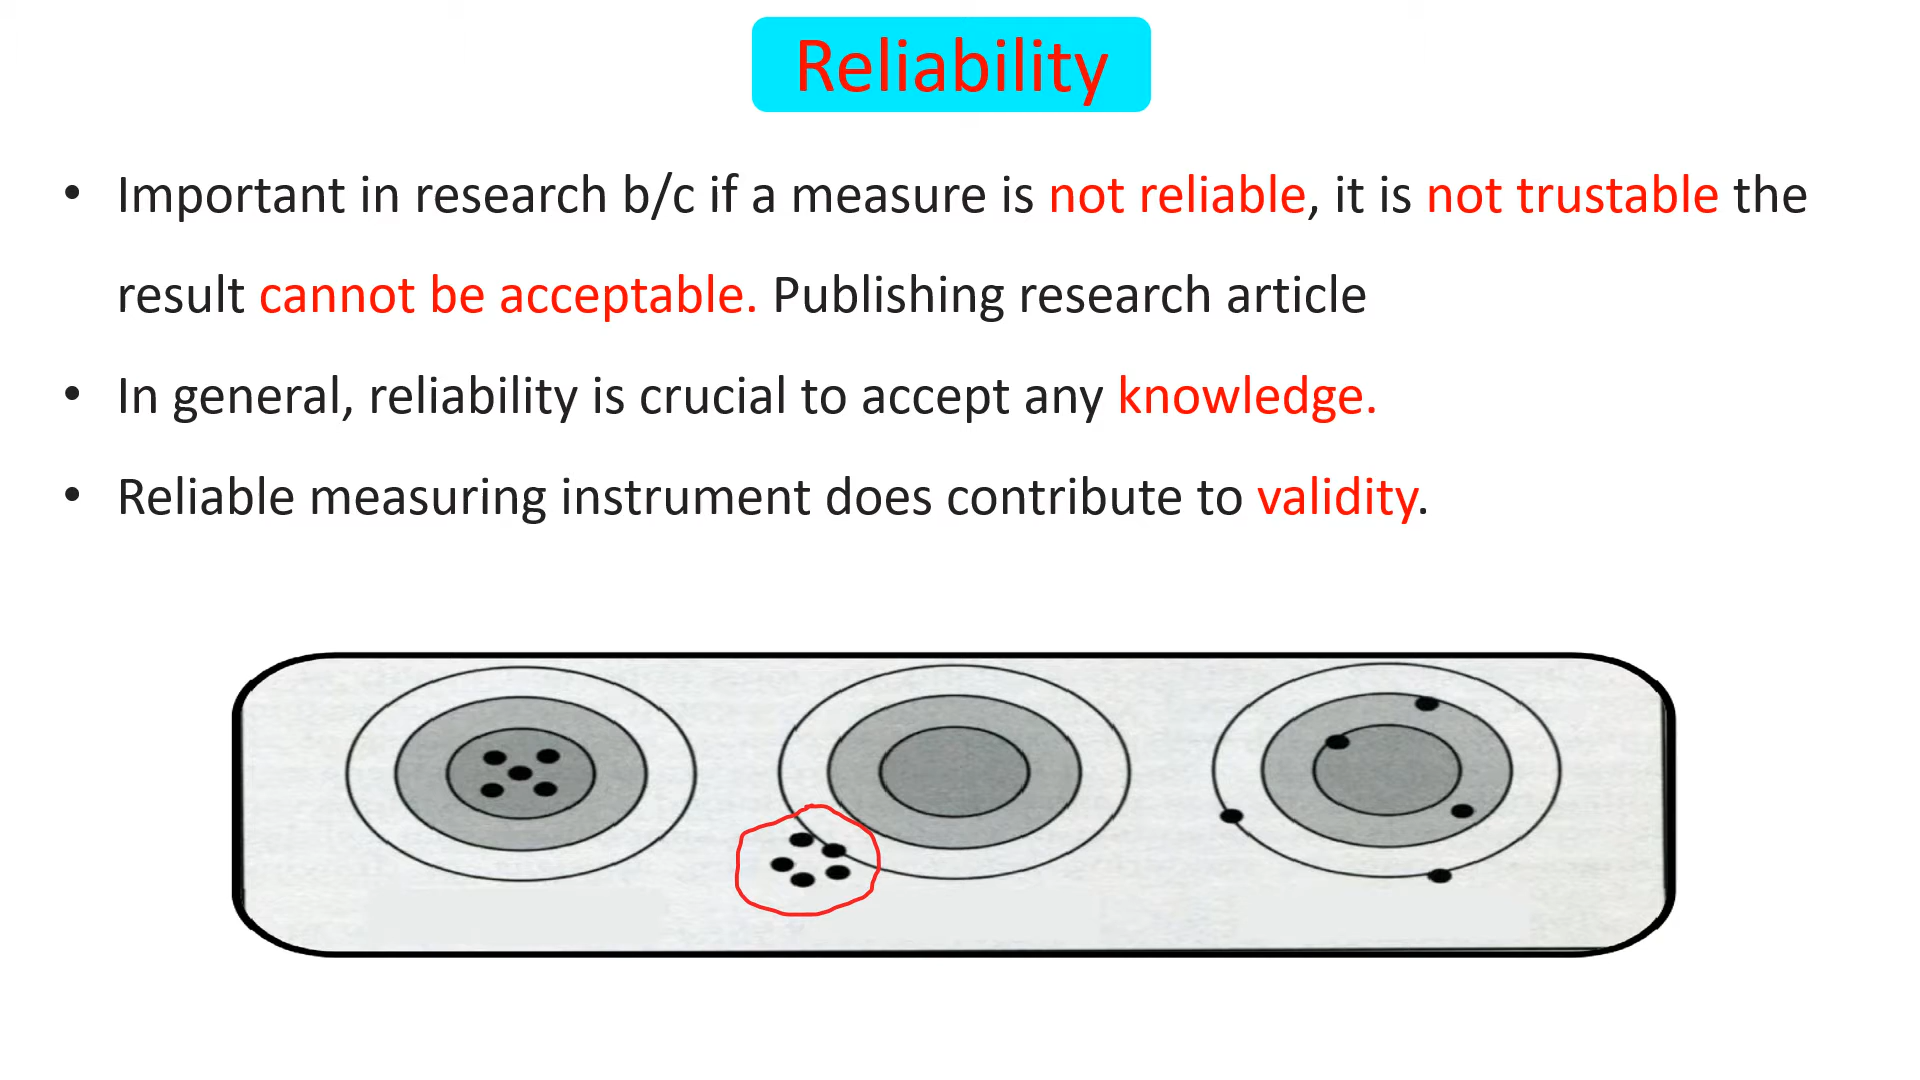 Reliability
• Important in research b/c if a measure is not reliable, it is not trustable the
result cannot be acceptable. Publishing research article
• In general, reliability is crucial to accept any knowledge.
• Reliable measuring instrument does contribute to validity.